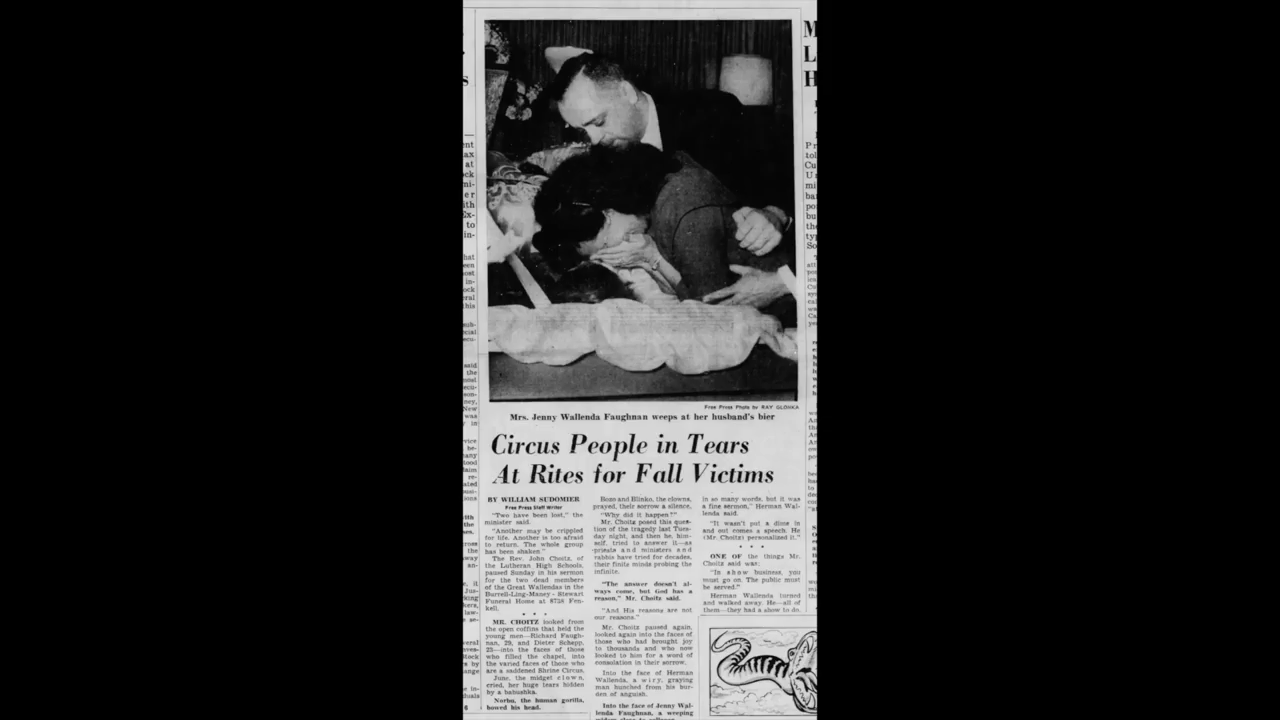 Free Press Photo by RAY GLONKA
Mrs. Jenny Wallenda Faughnan weeps at her husband's bier
Circus People in Tears
At Rites for Fall Victims
BY WILLIAM SUDOMIER
Free Press Staff Writer
"Two have been lost," the
minister said.
"Another may be crippled
for life. Another is too afraid
to return. The whole group
has been shaken."
The Rev. John Choitz, of
the Lutheran High Schools,
paused Sunday in his sermon
for the two dead members
of the Great Wallendas in the
Burrell-Ling-Maney - Stewart
Funeral Home at 8758 Fen-
kell.
* * *
MR. CHOITZ looked from
the open coffins that held the
young men—Richard Faugh-
nan, 29, and Dieter Schepp,
23—into the faces of those
who filled the chapel, into
the varied faces of those who
are a saddened Shrine Circus.
June, the midget clown,
cried, her huge tears hidden
by a babushka.
Norbu, the human gorilla,
bowed his head.
Bozo and Blinko, the clowns,
prayed, their sorrow a silence.
"Why did it happen?"
Mr. Choitz posed this ques-
tion of the tragedy last Tues-
day night, and then he, him-
self, tried to answer it—as
priests and ministers and
rabbis have tried for decades,
their finite minds probing the
infinite.
"The answer doesn't al-
ways come, but God has a
reason," Mr. Choitz said.
"And His reasons are not
our reasons."
Mr. Choitz paused again,
looked again into the faces of
those who had brought joy
to thousands and who now
looked to him for a word of
consolation in their sorrow.
Into the face of Herman
Wallenda, a wiry, graying
man hunched from his bur-
den of anguish.
Into the face of Jenny Wal-
lenda Faughnan, a weeping
in so many words, but it was
a fine sermon," Herman Wal-
lenda said.
"It wasn't put a dime in
and out comes a speech. He
(Mr. Choitz) personalized it."
* * *
ONE OF the things Mr.
Choitz said was:
"In show business, you
must go on. The public must
be served."
Herman Wallenda turned
and walked away. He—all of
them—they had a show to do.